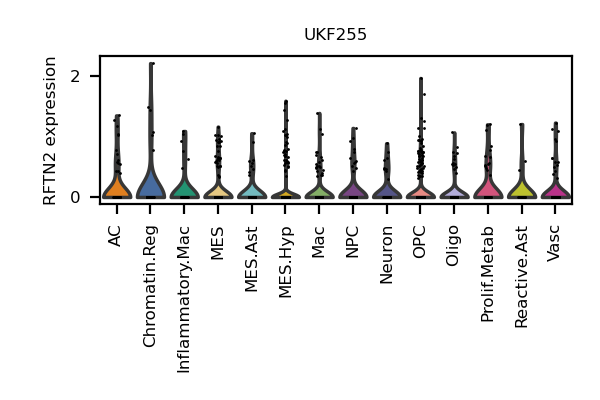 UKF255
RFTN2 expression
2
0
AC
Chromatin.Reg
Inflammatory.Mac
MES
MES.Ast
MES.Hyp
Mac
NPC
Neuron
OPC
Oligo
Prolif.Metab
Reactive.Ast
Vasc